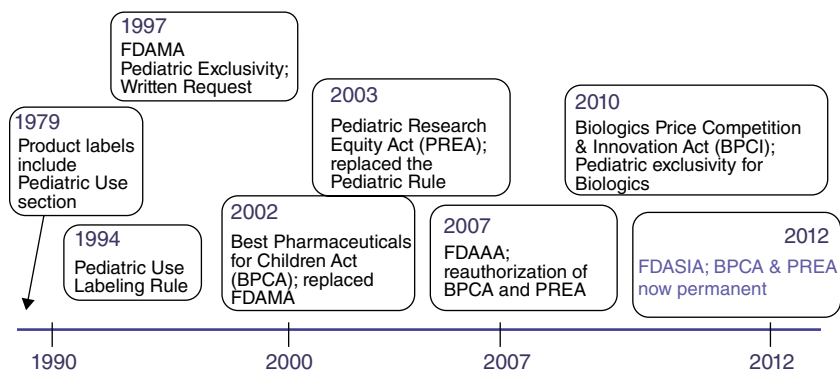 1979
Product labels
include
Pediatric Use
section
1994
Pediatric Use
Labeling Rule
1997
FDAMA
Pediatric Exclusivity;
Written Request
2002
Best Pharmaceuticals
for Children Act
(BPCA); replaced
FDAMA
2003
Pediatric Research
Equity Act (PREA);
replaced the
Pediatric Rule
2007
FDAAA;
reauthorization of
BPCA and PREA
2010
Biologics Price Competition
& Innovation Act (BPCI);
Pediatric exclusivity for
Biologics
2012
FDASIA; BPCA & PREA
now permanent
1990
2000
2007
2012